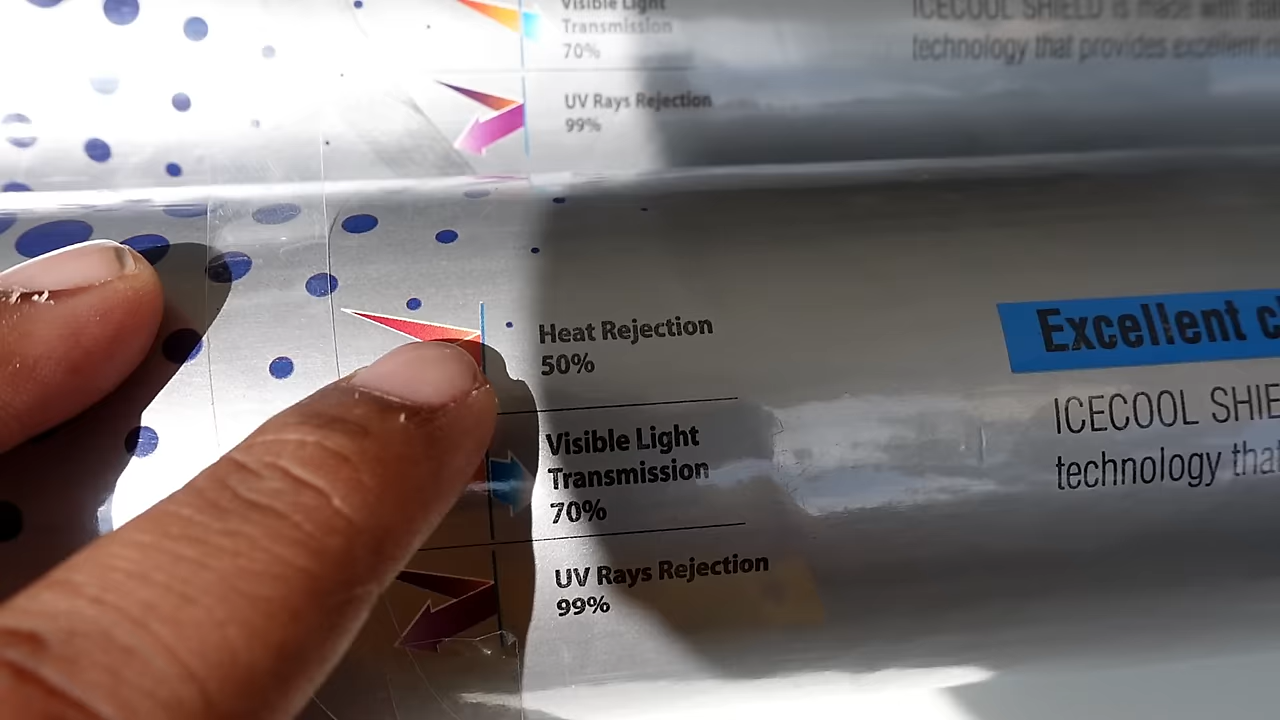 Visible Light
Transmission
70%
UV Rays Rejection
99%
ICECOOL SHIELD is made with
technology that provides excellent
Heat Rejection
50%
Visible Light
Transmission
70%
UV Rays Rejection
99%
Excellent c
ICECOOL SHIE
technology that